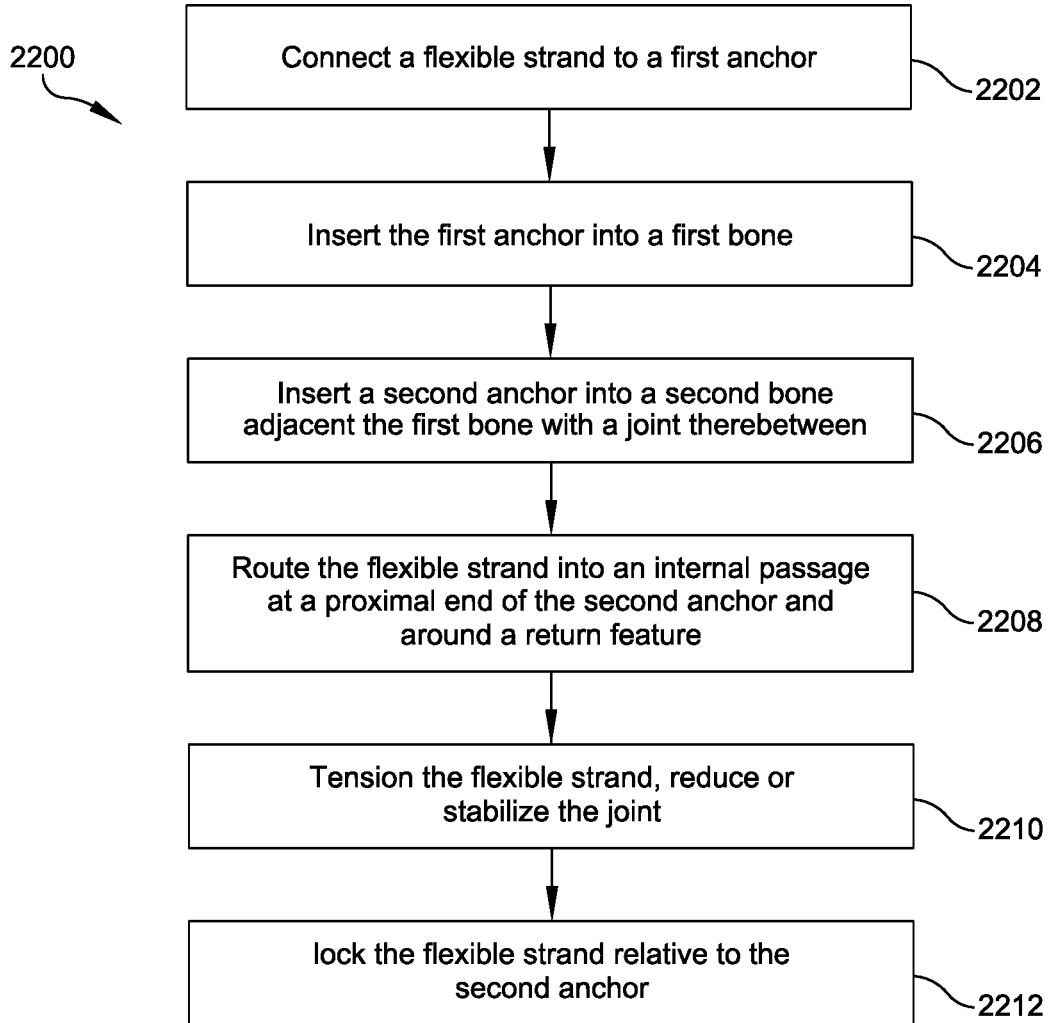 2200
Connect a flexible strand to a first anchor
2202
Insert the first anchor into a first bone
2204
Insert a second anchor into a second bone
adjacent the first bone with a joint therebetween
2206
Route the flexible strand into an internal passage
at a proximal end of the second anchor and
around a return feature
2208
Tension the flexible strand, reduce or
stabilize the joint
2210
lock the flexible strand relative to the
second anchor
2212